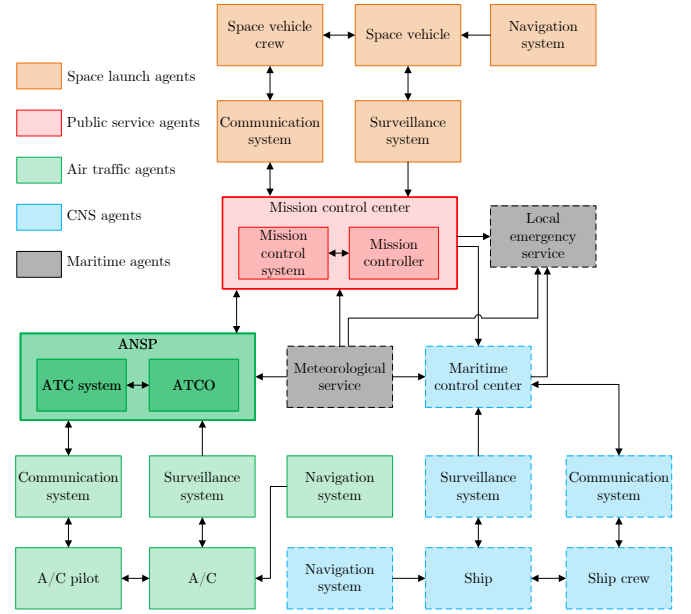 Space vehicle
crew
Space vehicle
Navigation
system
Space launch agents
Public service agents
Air traffic agents
CNS agents
Maritime agents
Communication
system
Surveillance
system
Mission control center
Mission
control
system
Mission
controller
Local
emergency
service
ANSP
ATC system
ATCO
Meteorological
service
Maritime
control center
Communication
system
Surveillance
system
Navigation
system
Surveillance
system
Communication
system
A/C pilot
A/C
Navigation
system
Ship
Ship crew